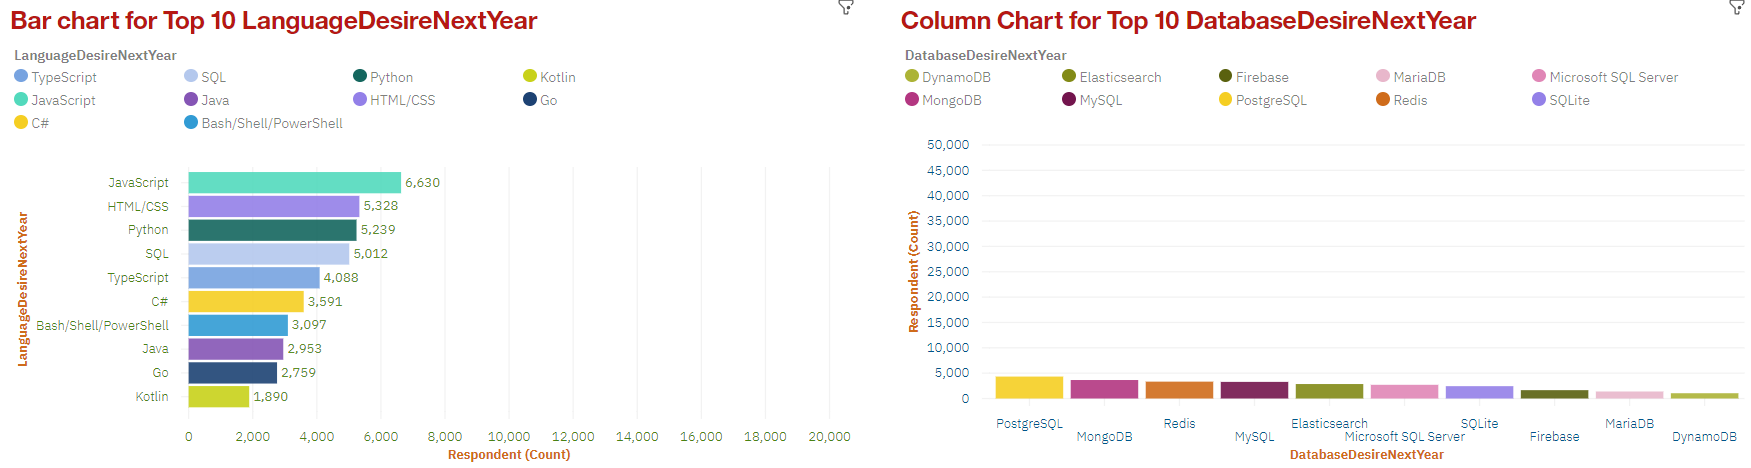 Bar chart for Top 10 LanguageDesireNextYear
LanguageDesireNextYear
TypeScript SQL Python Kotlin
JavaScript Java HTML/CSS Go
C# Bash/Shell/PowerShell
LanguageDesireNextYear
JavaScript 6,630
HTML/CSS 5,328
Python 5,239
SQL 5,012
TypeScript 4,088
C# 3,591
Bash/Shell/PowerShell 3,097
Java 2,953
Go 2,759
Kotlin 1,890
0 2,000 4,000 6,000 8,000 10,000 12,000 14,000 16,000 18,000 20,000
Respondent (Count)
Column Chart for Top 10 DatabaseDesireNextYear
DatabaseDesireNextYear
DynamoDB Elasticsearch Firebase MariaDB Microsoft SQL Server
MongoDB MySQL PostgreSQL Redis SQLite
Respondent (Count)
50,000
45,000
40,000
35,000
30,000
25,000
20,000
15,000
10,000
5,000
0
PostgreSQL MongoDB Redis MySQL Elasticsearch Microsoft SQL Server SQLite Firebase MariaDB DynamoDB
DatabaseDesireNextYear